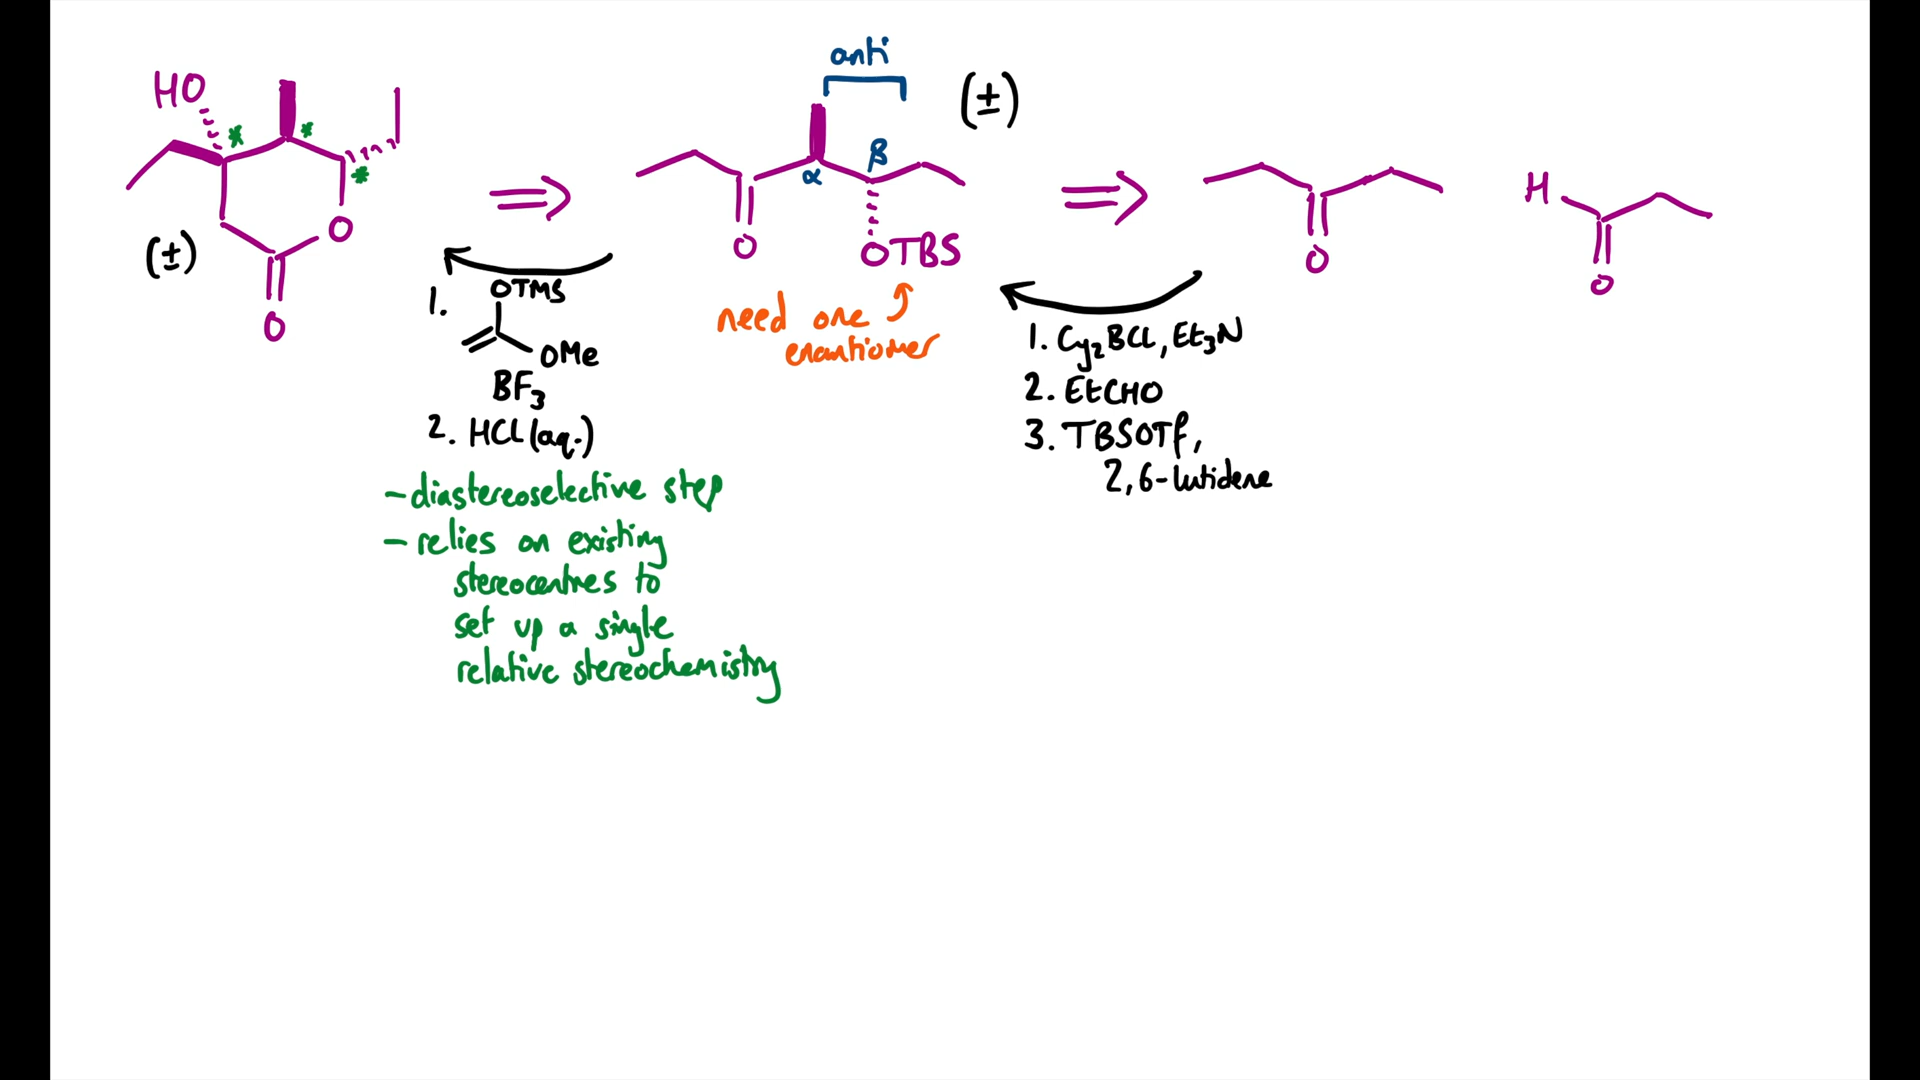 anti
HO
(±)
*
*
β
*
α
H
O
O
OTBS
O
O
(±)
O
1.
OTMS
OMe
BF₃
2. HCl (aq.)
need one
enantiomer
1. Cy₂BCl, Et₃N
2. EtCHO
3. TBSOTf,
2,6-lutidene
- diastereoselective step
- relies on existing
stereocentres to
set up a single
relative stereochemistry